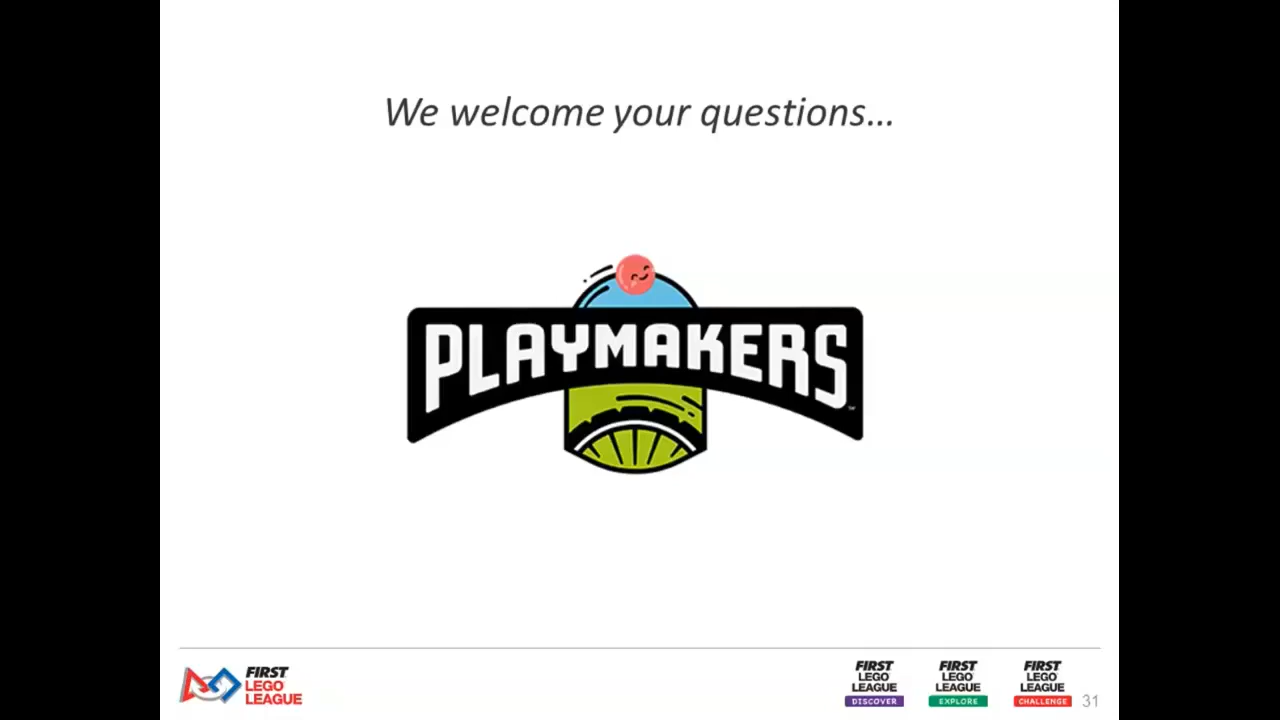 We welcome your questions...
PLAYMAKERS
FIRST
LEGO
LEAGUE
FIRST
LEGO
LEAGUE
DISCOVER
FIRST
LEGO
LEAGUE
EXPLORE
FIRST
LEGO
LEAGUE
CHALLENGE
31